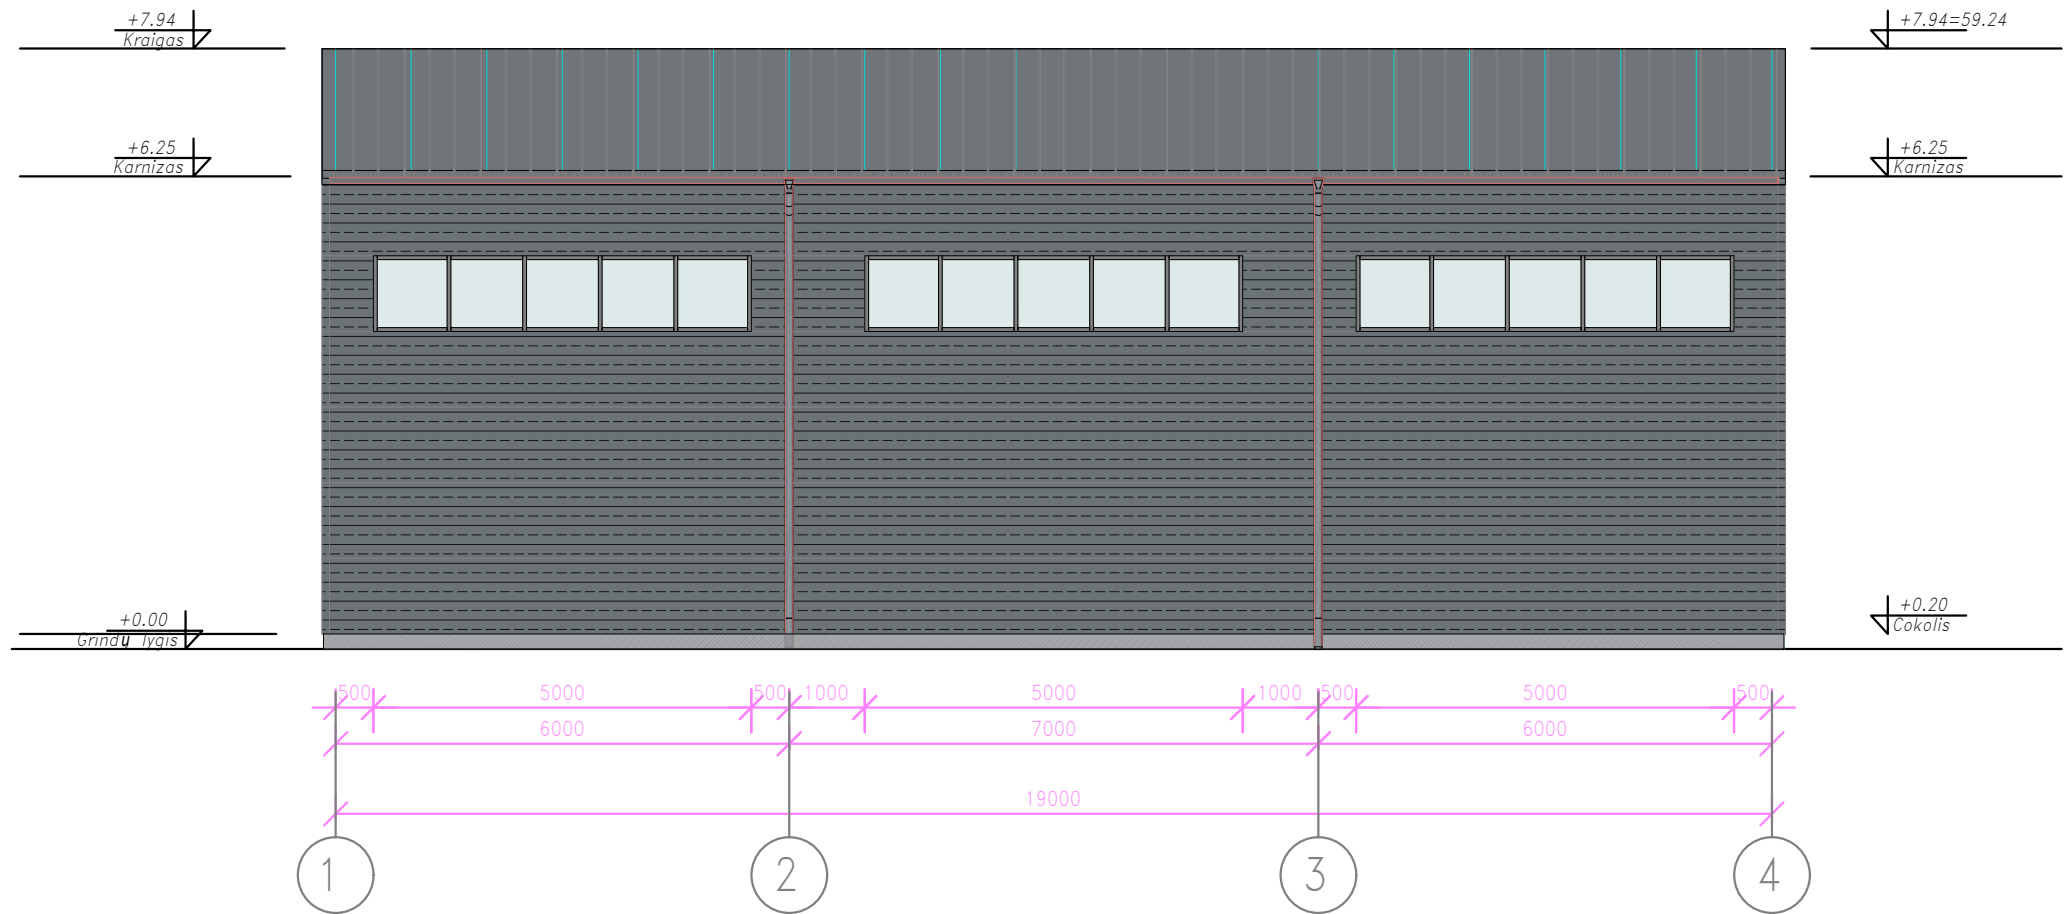 +7.94
Kraigas
+7.94=59.24
+6.25
Karnizas
+6.25
Karnizas
+0.00
Grindų lygis
+0.20
Cokolis
500 5000 500 1000 5000 1000 500 5000 500
6000 7000 6000
19000
1 2 3 4